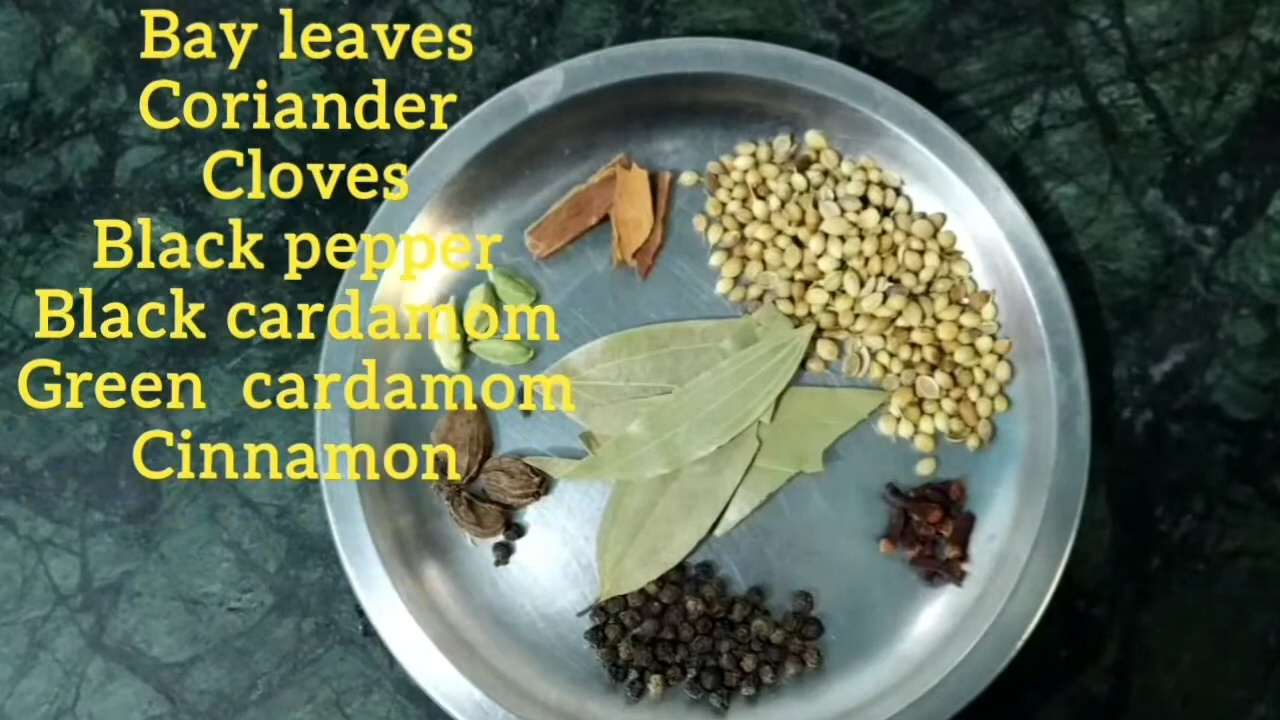 Bay leaves
Coriander
Cloves
Black pepper
Black cardamom
Green cardamom
Cinnamon